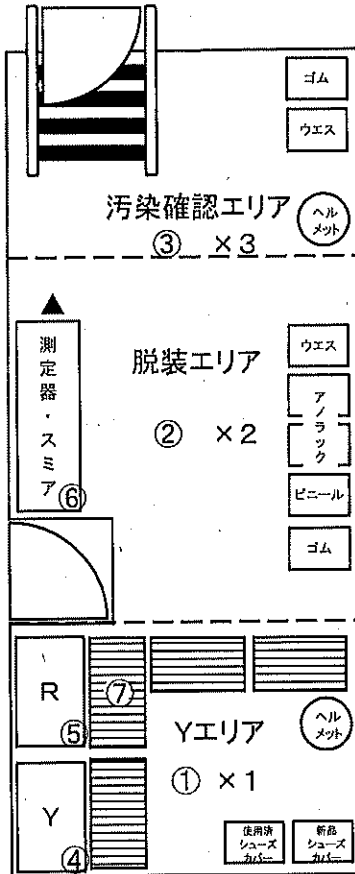 ゴム
ウエス
汚染確認エリア
ヘル
メット
③ ×3
測定器・スミア
⑥
脱装エリア
② ×2
ウエス
アノラック
ビニール
ゴム
R
⑤
⑦
Yエリア
ヘル
メット
① ×1
Y
④
使用済
シューズ
カバー
新品
シューズ
カバー